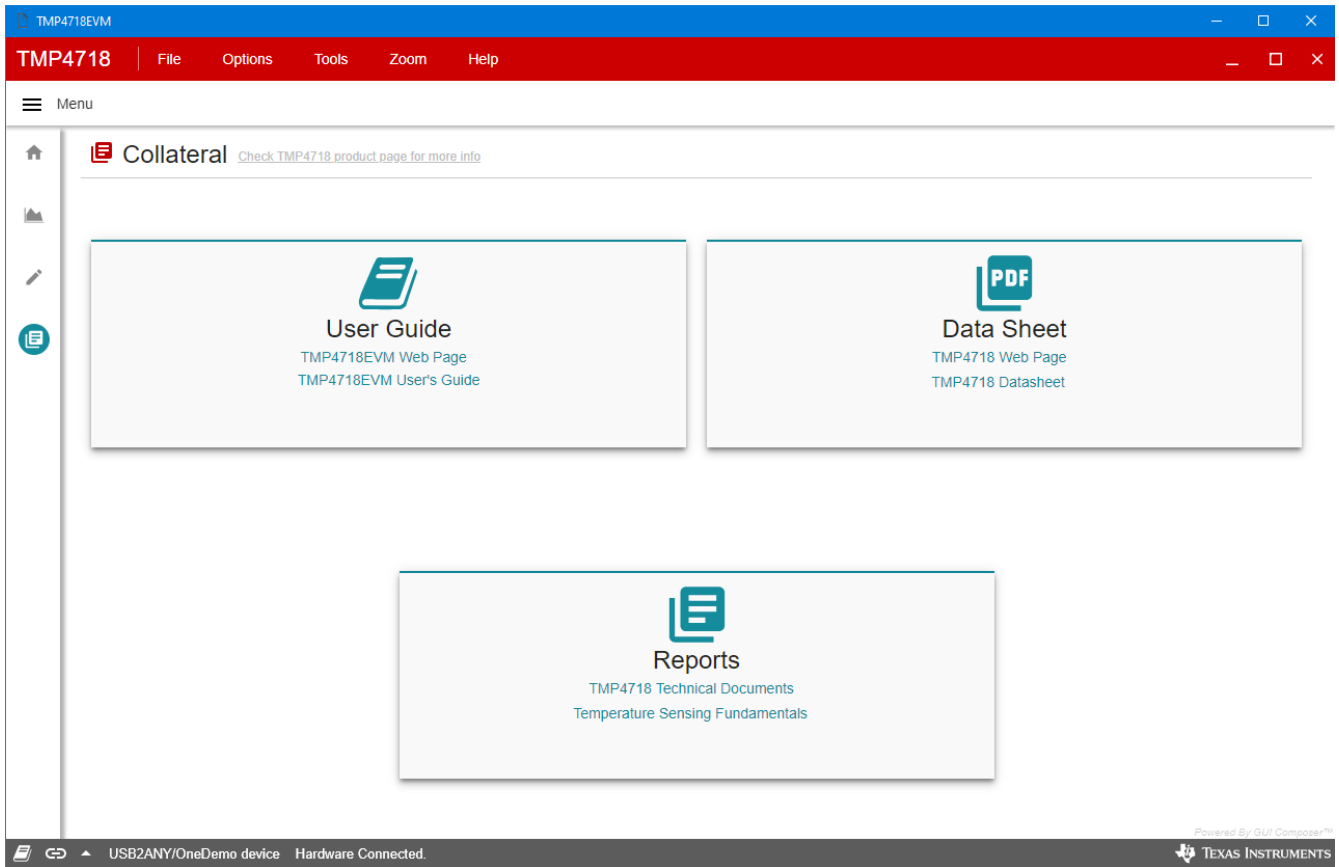 TMP4718EVM
TMP4718 File Options Tools Zoom Help
Menu
Collateral Check TMP4718 product page for more info
User Guide
TMP4718EVM Web Page
TMP4718EVM User's Guide
PDF
Data Sheet
TMP4718 Web Page
TMP4718 Datasheet
Reports
TMP4718 Technical Documents
Temperature Sensing Fundamentals
Powered By GUI Composer™
USB2ANY/OneDemo device Hardware Connected.
TEXAS INSTRUMENTS